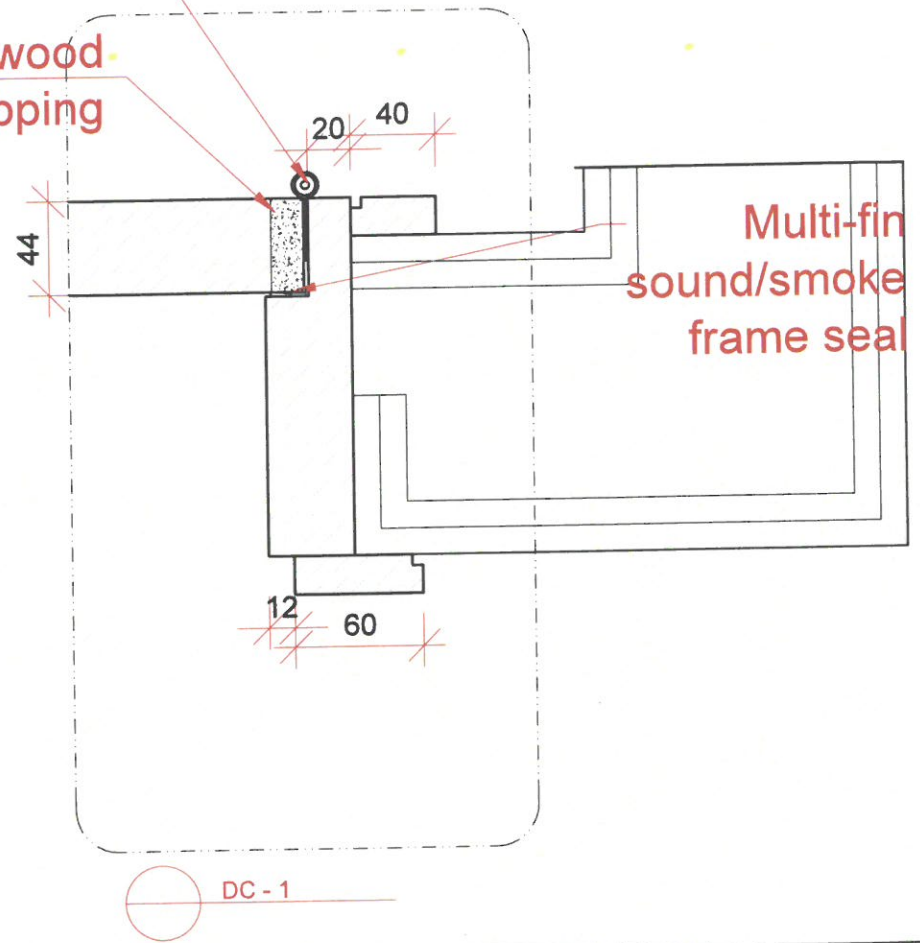 wood
pping
20
40
44
Multi-fin
sound/smoke
frame seal
12
60
DC - 1